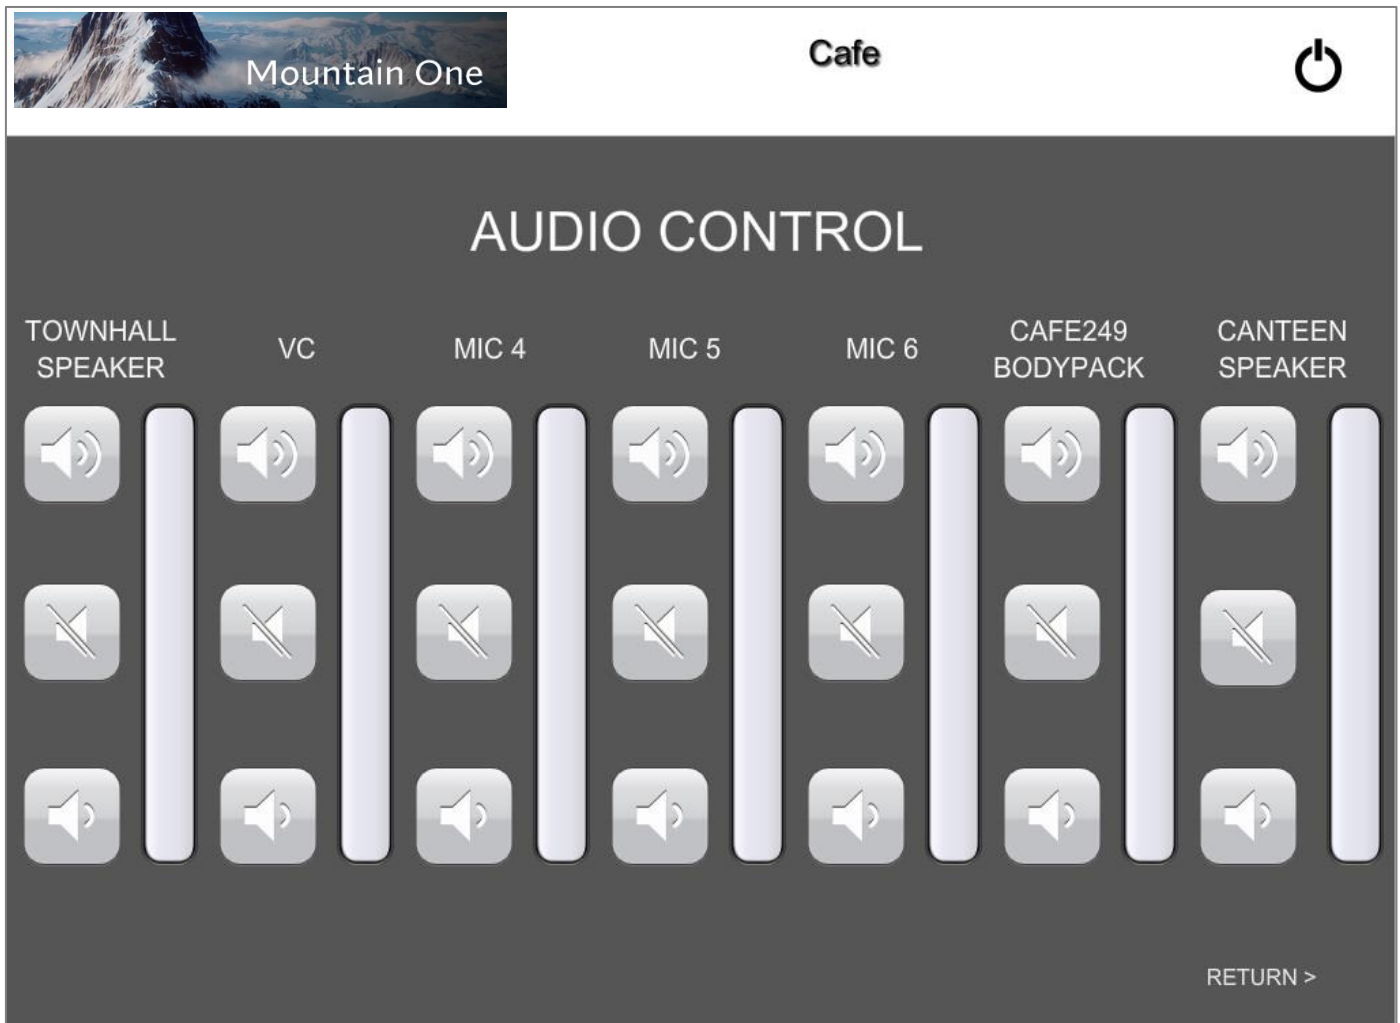 Mountain One
Cafe
AUDIO CONTROL
TOWNHALL
SPEAKER
VC
MIC 4
MIC 5
MIC 6
CAFE249
BODYPACK
CANTEEN
SPEAKER
RETURN >